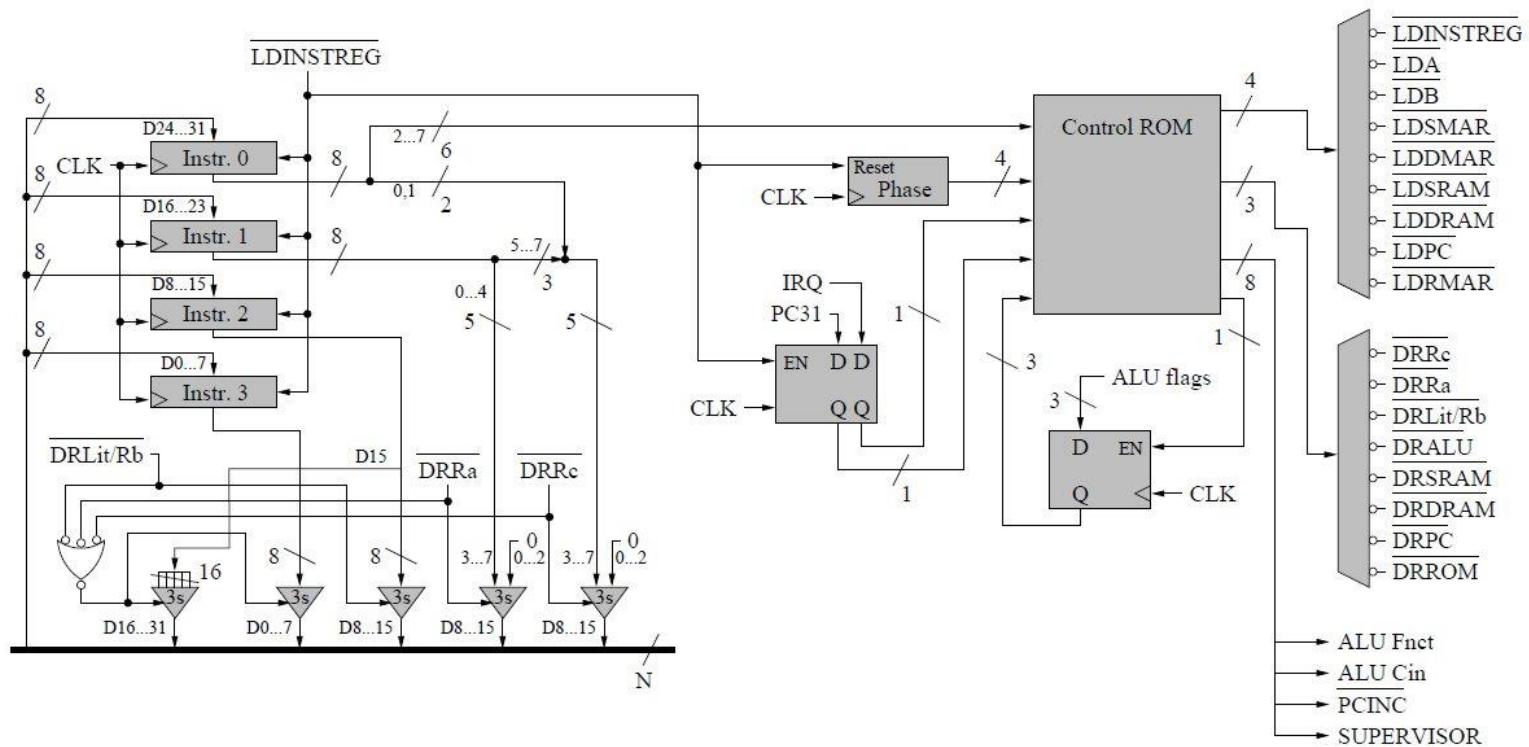 LDINSTREG
8
D24...31
CLK
Instr. 0
8
2...7
6
0,1
2
8
D16...23
Instr. 1
8
5...7
3
0...4
5
5
8
D8...15
Instr. 2
8
D0...7
Instr. 3
DRLit/Rb
D15
DRRa
DRRc
16
8
8
3...7
0
0...2
3...7
0
0...2
3s
3s
3s
3s
3s
D16...31
D0...7
D8...15
D8...15
D8...15
N
Control ROM
Reset
Phase
CLK
4
IRQ
PC31
1
EN
D
D
CLK
Q
Q
1
3
ALU flags
3
D
EN
Q
CLK
4
3
8
1
LDINSTREG
LDA
LDB
LDSMAR
LDDMAR
LDSRAM
LDDRAM
LDPC
LDRMAR
DRRc
DRRa
DRLit/Rb
DRALU
DRSRAM
DRDRAM
DRPC
DRROM
ALU Fnct
ALU Cin
PCINC
SUPERVISOR